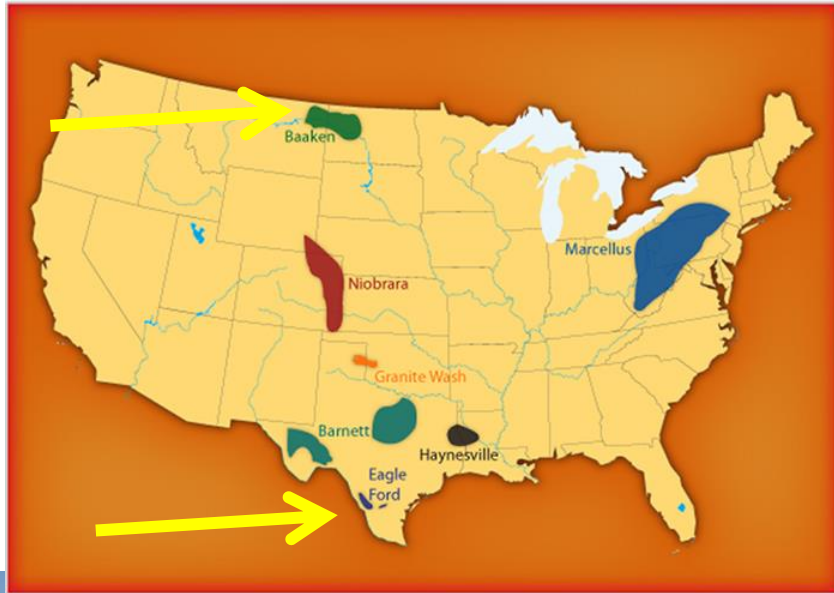 Baaken
Marcellus
Niobrara
Granite Wash
Barnett
Haynesville
Eagle
Ford